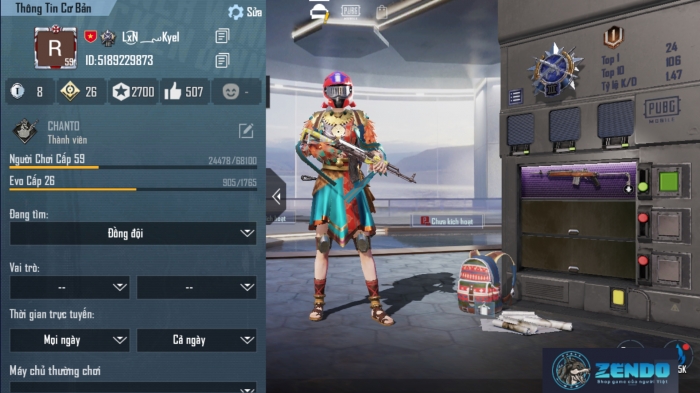 Thông Tin Cơ Bản
Sửa
R
59
LxN ـــیKyel
ID:5189229873
8
26
2700
507
-
CHANTO
Thành viên
Người Chơi Cấp 59
24478/68100
Evo Cấp 26
905/1765
Đang tìm:
Đồng đội
Vai trò:
--
--
Thời gian trực tuyến:
Mọi ngày
Cả ngày
Máy chủ thường chơi
PUBG
Chưa kích hoạt
Top 1
24
Top 10
106
Tỷ lệ K/D
1.47
PUBG
MOBILE
ZENDO
Shop game của người Việt